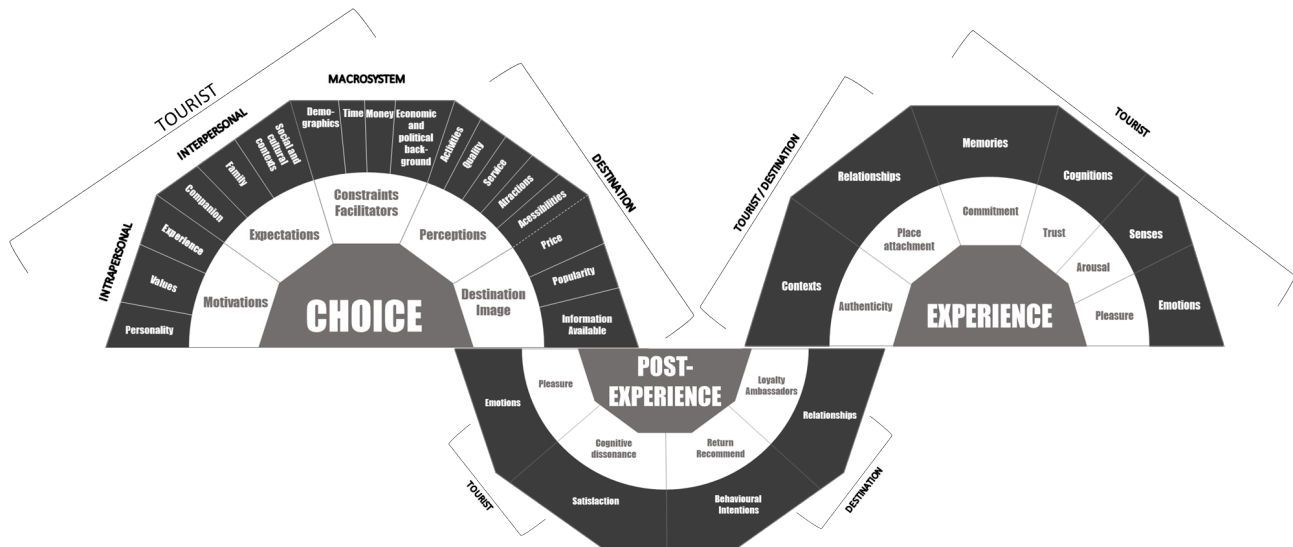 TOURIST
INTRAPERSONAL
INTERPERSONAL
MACROSYSTEM
DESTINATION
Personality
Values
Experience
Companion
Family
Social and
cultural
contexts
Demo-
graphics
Time
Money
Economic
and
political
back-
ground
Activities
Quality
Service
Atractions
Acessibilities
Price
Popularity
Information
Available
Motivations
Expectations
Constraints
Facilitators
Perceptions
Destination
Image
CHOICE
TOURIST / DESTINATION
TOURIST
Contexts
Relationships
Memories
Cognitions
Senses
Emotions
Authenticity
Place
attachment
Commitment
Trust
Arousal
Pleasure
EXPERIENCE
POST-
EXPERIENCE
Pleasure
Cognitive
dissonance
Return
Recommend
Loyalty
Ambassadors
Emotions
Satisfaction
Behavioural
Intentions
Relationships
TOURIST
DESTINATION